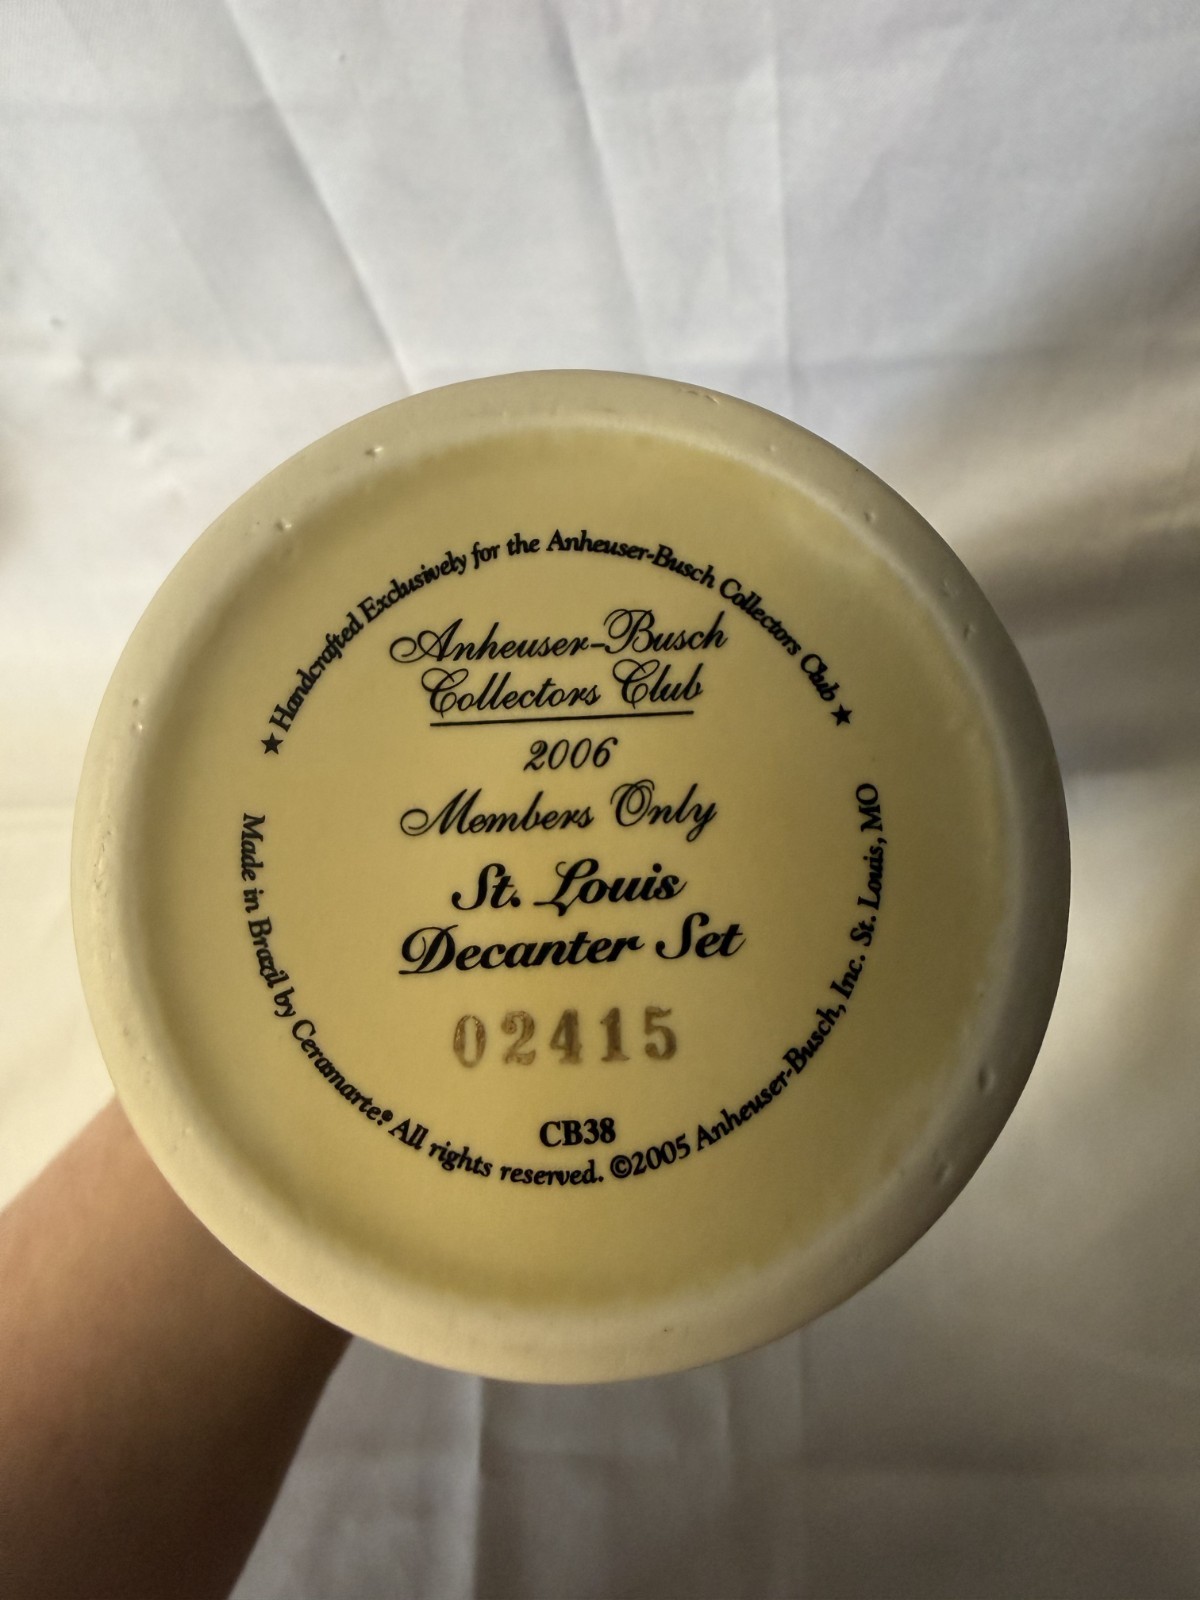 ★ Handcrafted Exclusively for the Anheuser-Busch Collectors Club ★
Anheuser-Busch
Collectors Club
2006
Members Only
St. Louis
Decanter Set
02415
CB38
Made in Brazil by Ceramarte.® All rights reserved. ©2005 Anheuser-Busch, Inc. St. Louis, MO